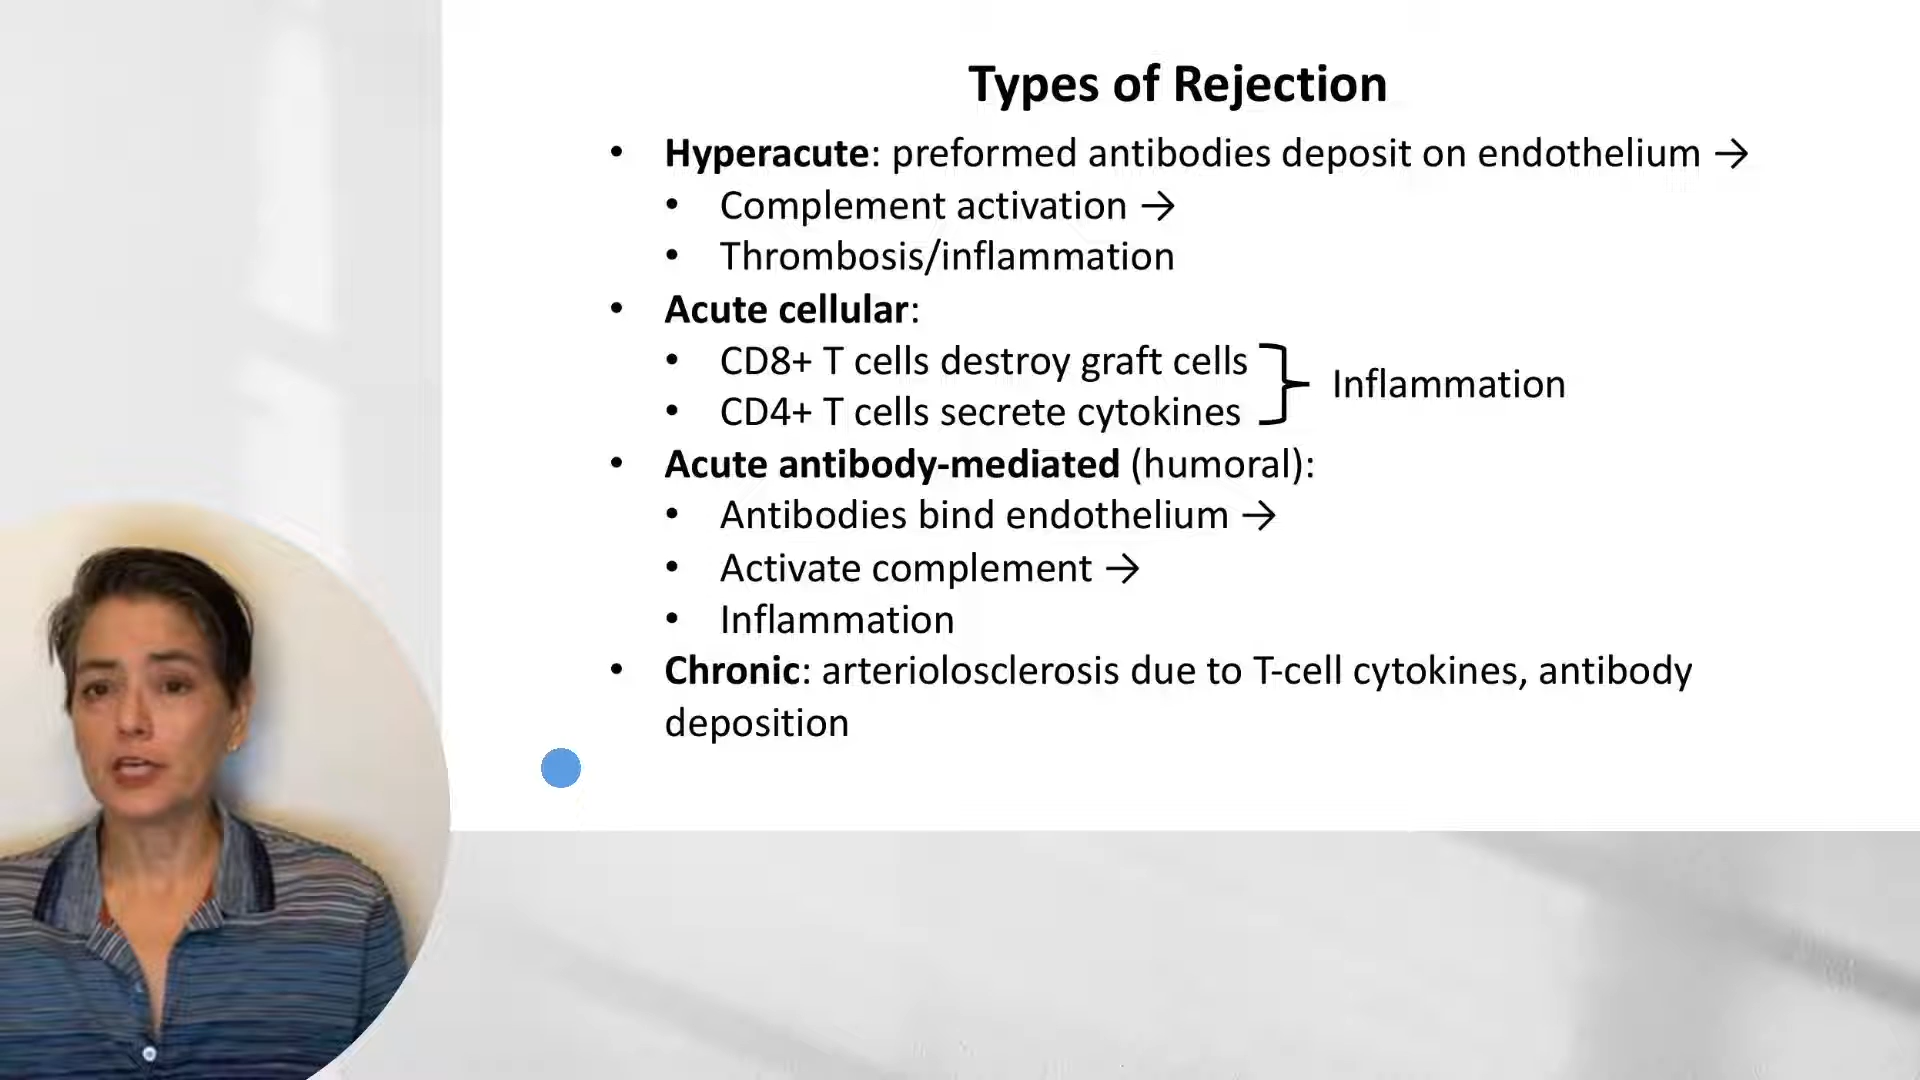 Types of Rejection
• Hyperacute: preformed antibodies deposit on endothelium →
• Complement activation →
• Thrombosis/inflammation
• Acute cellular:
• CD8+ T cells destroy graft cells
• CD4+ T cells secrete cytokines
Inflammation
• Acute antibody-mediated (humoral):
• Antibodies bind endothelium →
• Activate complement →
• Inflammation
• Chronic: arteriolosclerosis due to T-cell cytokines, antibody
deposition